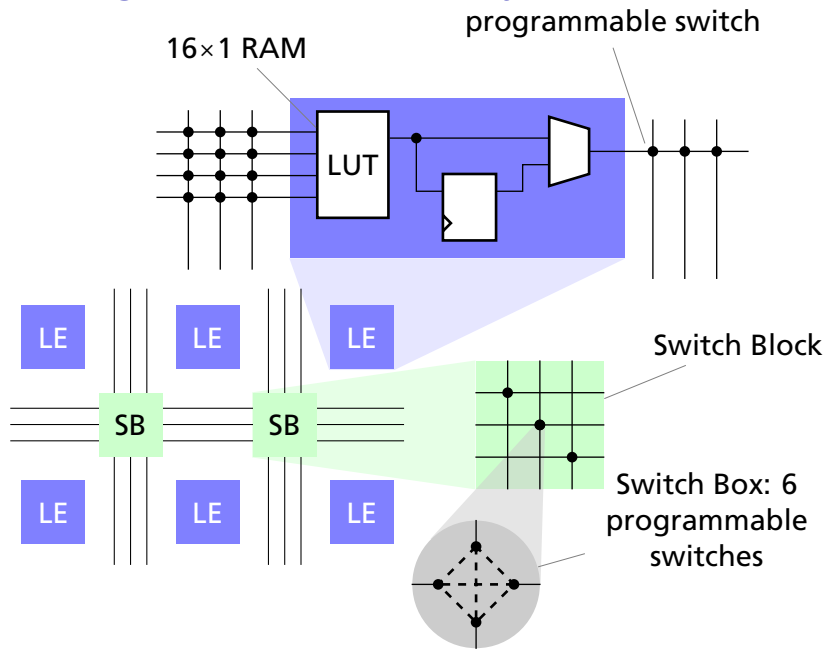 programmable switch
16×1 RAM
LUT
LE
LE
LE
Switch Block
SB
SB
LE
LE
LE
Switch Box: 6
programmable
switches